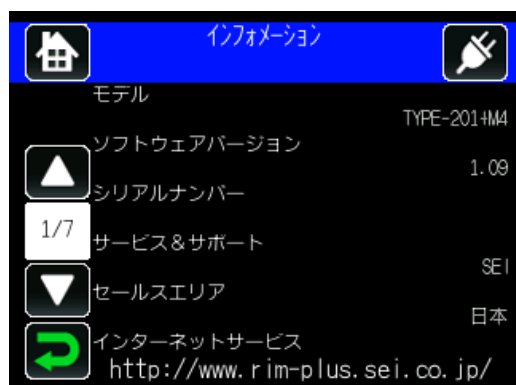 インフォメーション
モデル
TYPE-201+M4
ソフトウェアバージョン
1.09
シリアルナンバー
1/7
サービス＆サポート
SEI
セールスエリア
日本
インターネットサービス
http://www.rim-plus.sei.co.jp/